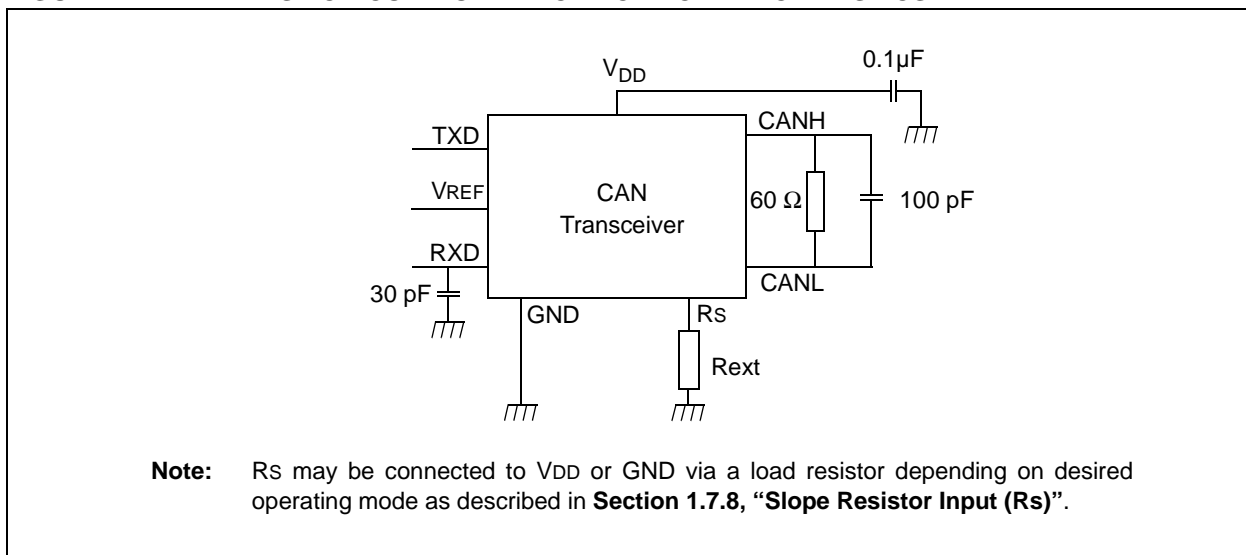 0.1µF
VDD
CANH
TXD
VREF
CAN
Transceiver
60 Ω
100 pF
RXD
CANL
30 pF
GND
RS
Rext
Note: RS may be connected to VDD or GND via a load resistor depending on desired
operating mode as described in Section 1.7.8, “Slope Resistor Input (Rs)”.